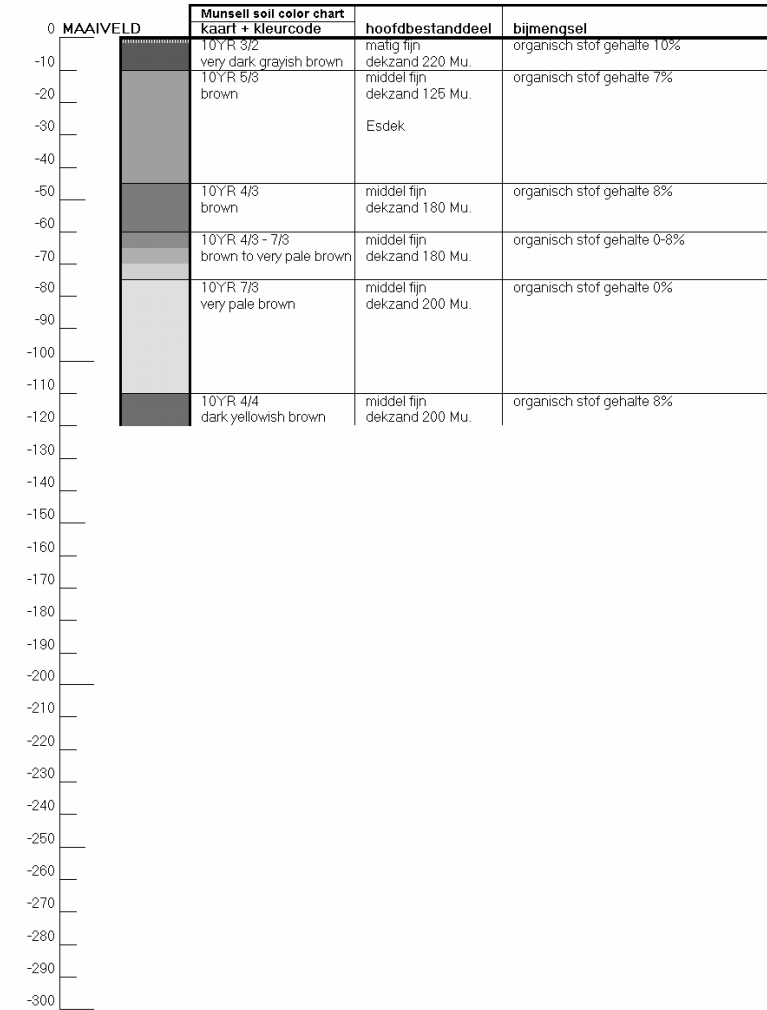 Munsell soil color chart
0 MAAIVELD kaart + kleurcode hoofdbestanddeel bijmengsel
10YR 3/2 matig fijn organisch stof gehalte 10%
-10 very dark grayish brown dekzand 220 Mu.
10YR 5/3 middel fijn organisch stof gehalte 7%
-20 brown dekzand 125 Mu.
-30 Esdek
-40
-50 10YR 4/3 middel fijn organisch stof gehalte 8%
brown dekzand 180 Mu.
-60
10YR 4/3 - 7/3 middel fijn organisch stof gehalte 0-8%
-70 brown to very pale brown dekzand 180 Mu.
-80 10YR 7/3 middel fijn organisch stof gehalte 0%
very pale brown dekzand 200 Mu.
-90
-100
-110
10YR 4/4 middel fijn organisch stof gehalte 8%
-120 dark yellowish brown dekzand 200 Mu.
-130
-140
-150
-160
-170
-180
-190
-200
-210
-220
-230
-240
-250
-260
-270
-280
-290
-300